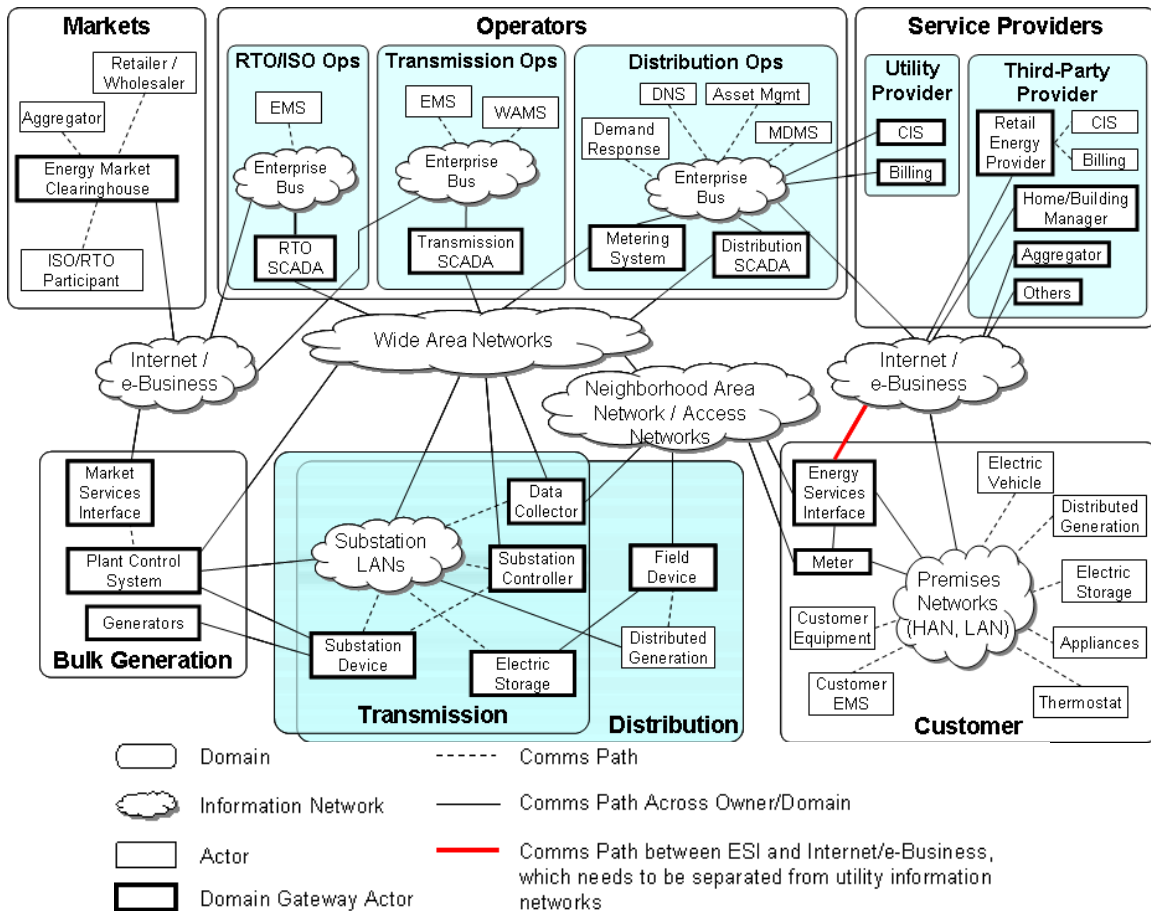 Markets
Operators
Service Providers
Retailer /
Wholesaler
Aggregator
Energy Market
Clearinghouse
ISO/RTO
Participant
RTO/ISO Ops
EMS
Enterprise
Bus
RTO
SCADA
Transmission Ops
EMS
WAMS
Enterprise
Bus
Transmission
SCADA
Distribution Ops
DNS
Asset Mgmt
Demand
Response
MDMS
Enterprise
Bus
Metering
System
Distribution
SCADA
Utility
Provider
CIS
Billing
Third-Party
Provider
Retail
Energy
Provider
CIS
Billing
Home/Building
Manager
Aggregator
Others
Internet /
e-Business
Wide Area Networks
Neighborhood Area
Network / Access
Networks
Internet /
e-Business
Market
Services
Interface
Plant Control
System
Generators
Bulk Generation
Data
Collector
Substation
LANs
Substation
Controller
Substation
Device
Electric
Storage
Transmission
Field
Device
Distributed
Generation
Distribution
Energy
Services
Interface
Meter
Electric
Vehicle
Distributed
Generation
Premises
Networks
(HAN, LAN)
Electric
Storage
Customer
Equipment
Appliances
Customer
EMS
Thermostat
Customer
Domain
Comms Path
Information Network
Comms Path Across Owner/Domain
Actor
Comms Path between ESI and Internet/e-Business,
which needs to be separated from utility information
networks
Domain Gateway Actor